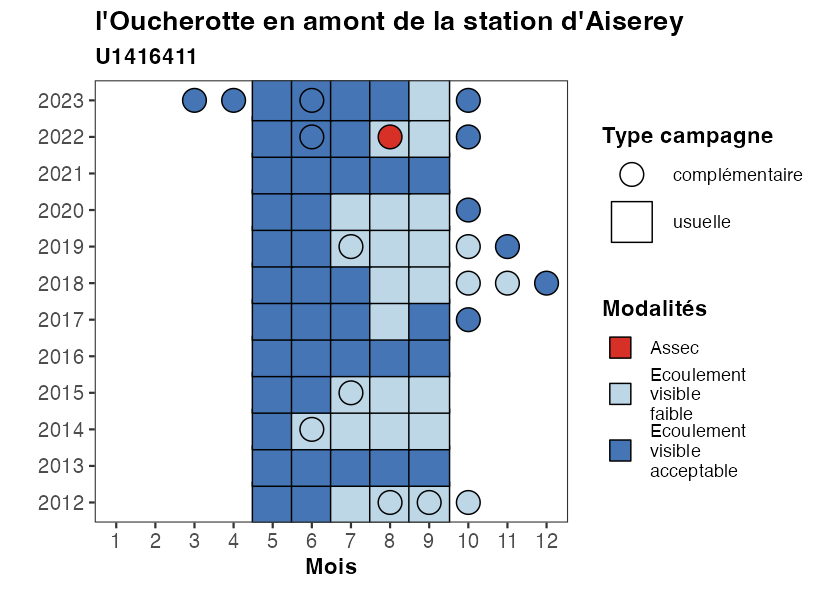 l'Oucherotte en amont de la station d'Aiserey
U1416411
2023
2022
2021
2020
2019
2018
2017
2016
2015
2014
2013
2012
1 2 3 4 5 6 7 8 9 10 11 12
Mois
Type campagne
complémentaire
usuelle
Modalités
Assec
Ecoulement
visible
faible
Ecoulement
visible
acceptable